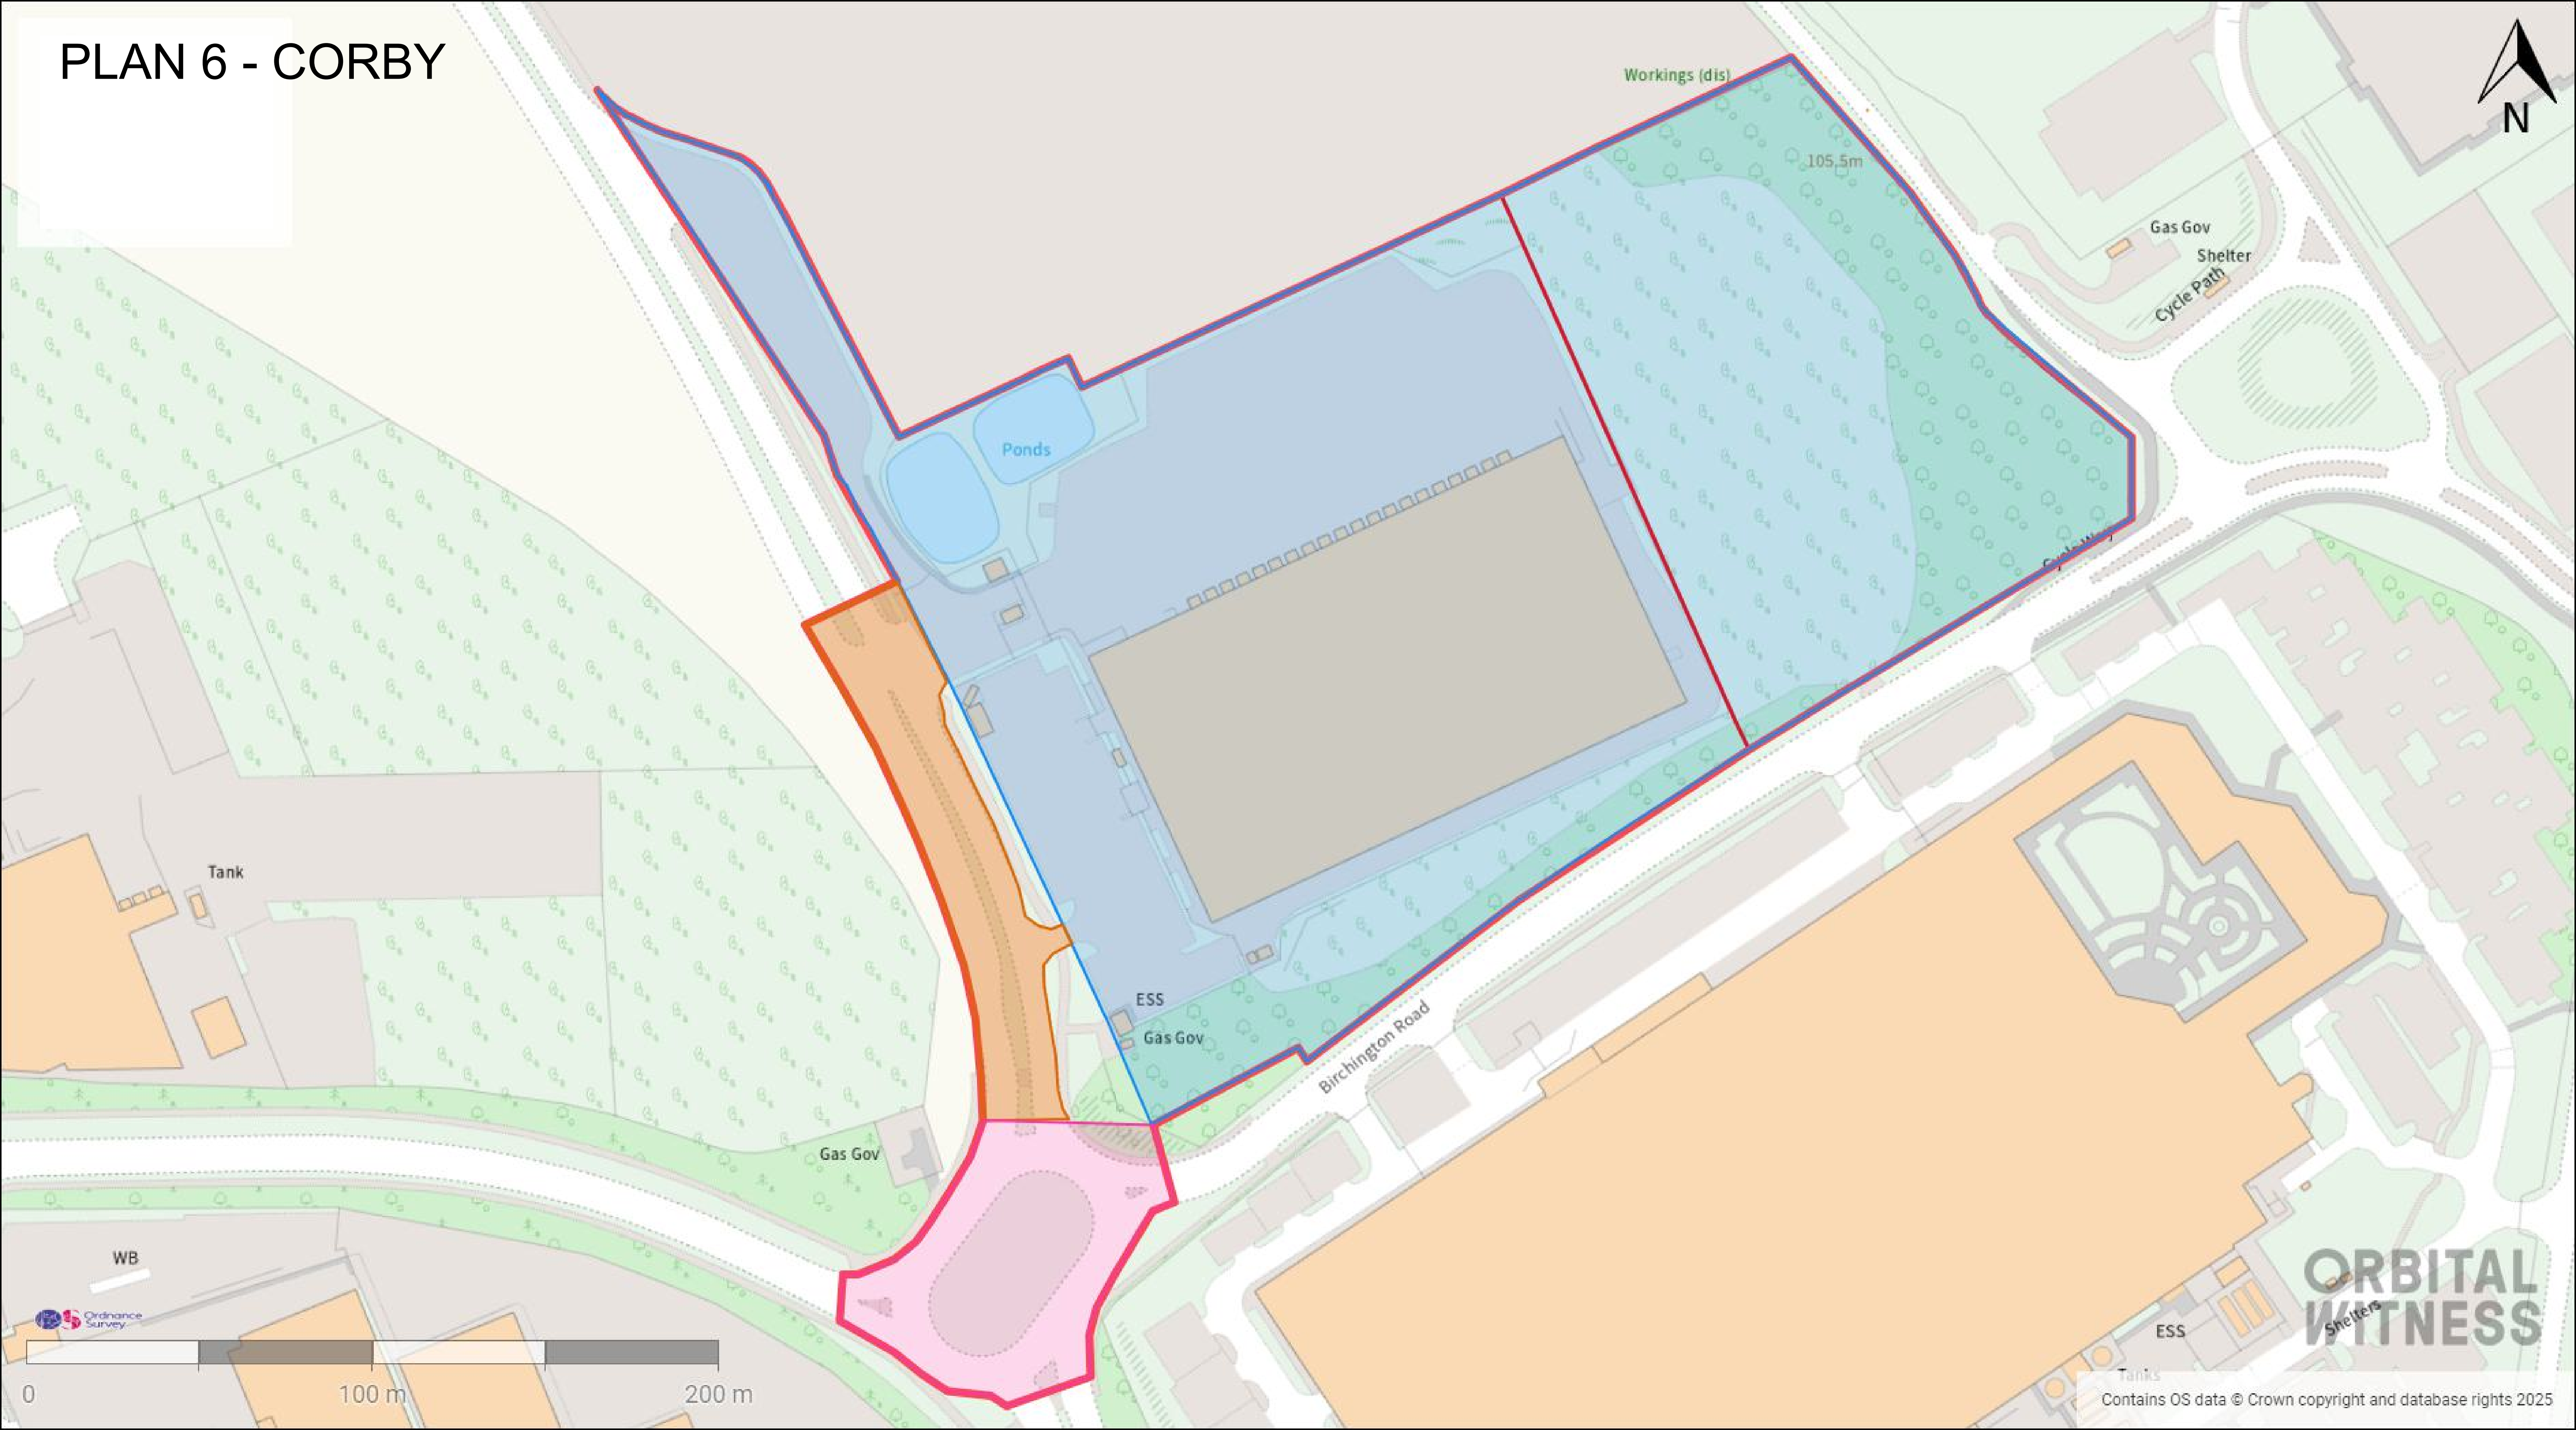 PLAN 6 - CORBY
N
Workings (dis)
105.5m
Gas Gov
Shelter
Cycle Path
Ponds
Tank
ESS
Gas Gov
Birchington Road
Gas Gov
WB
Ordnance
Survey
0
100 m
200 m
ORBITAL
WITNESS
Shelters
ESS
Tanks
Contains OS data © Crown copyright and database rights 2025